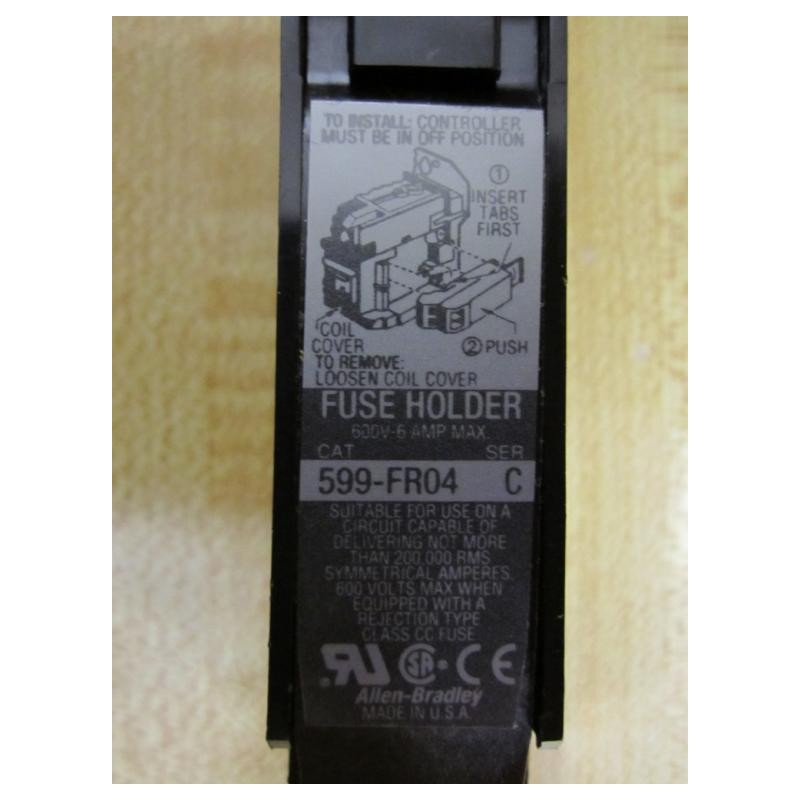 TO INSTALL: CONTROLLER
MUST BE IN OFF POSITION
①
INSERT
TABS
FIRST
COIL
COVER
② PUSH
TO REMOVE:
LOOSEN COIL COVER
FUSE HOLDER
600V-6 AMP MAX.
CAT SER
599-FR04 C
SUITABLE FOR USE ON A
CIRCUIT CAPABLE OF
DELIVERING NOT MORE
THAN 200,000 RMS
SYMMETRICAL AMPERES,
600 VOLTS MAX WHEN
EQUIPPED WITH A
REJECTION TYPE
CLASS CC FUSE
RU SA CE
Allen-Bradley
MADE IN U.S.A.